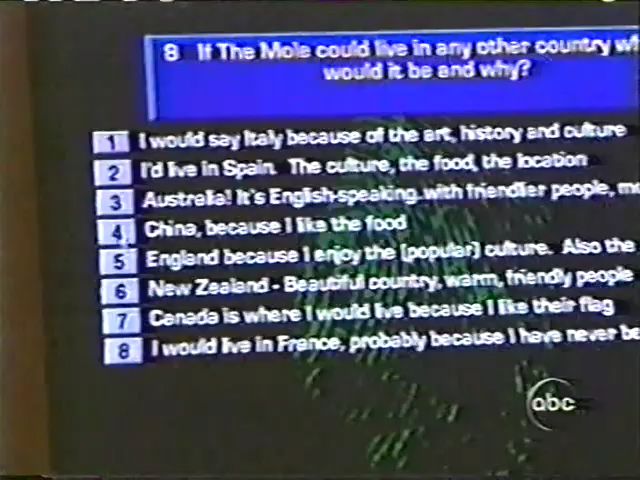 8 If The Mole could live in any other country wh
would it be and why?
1 I would say Italy because of the art, history and culture
2 I'd live in Spain. The culture, the food, the location
3 Australia! It's English-speaking with friendlier people, mo
4 China, because I like the food
5 England because I enjoy the (popular) culture. Also the
6 New Zealand - Beautiful country, warm, friendly people
7 Canada is where I would live because I like their flag
8 I would live in France, probably because I have never be
abc